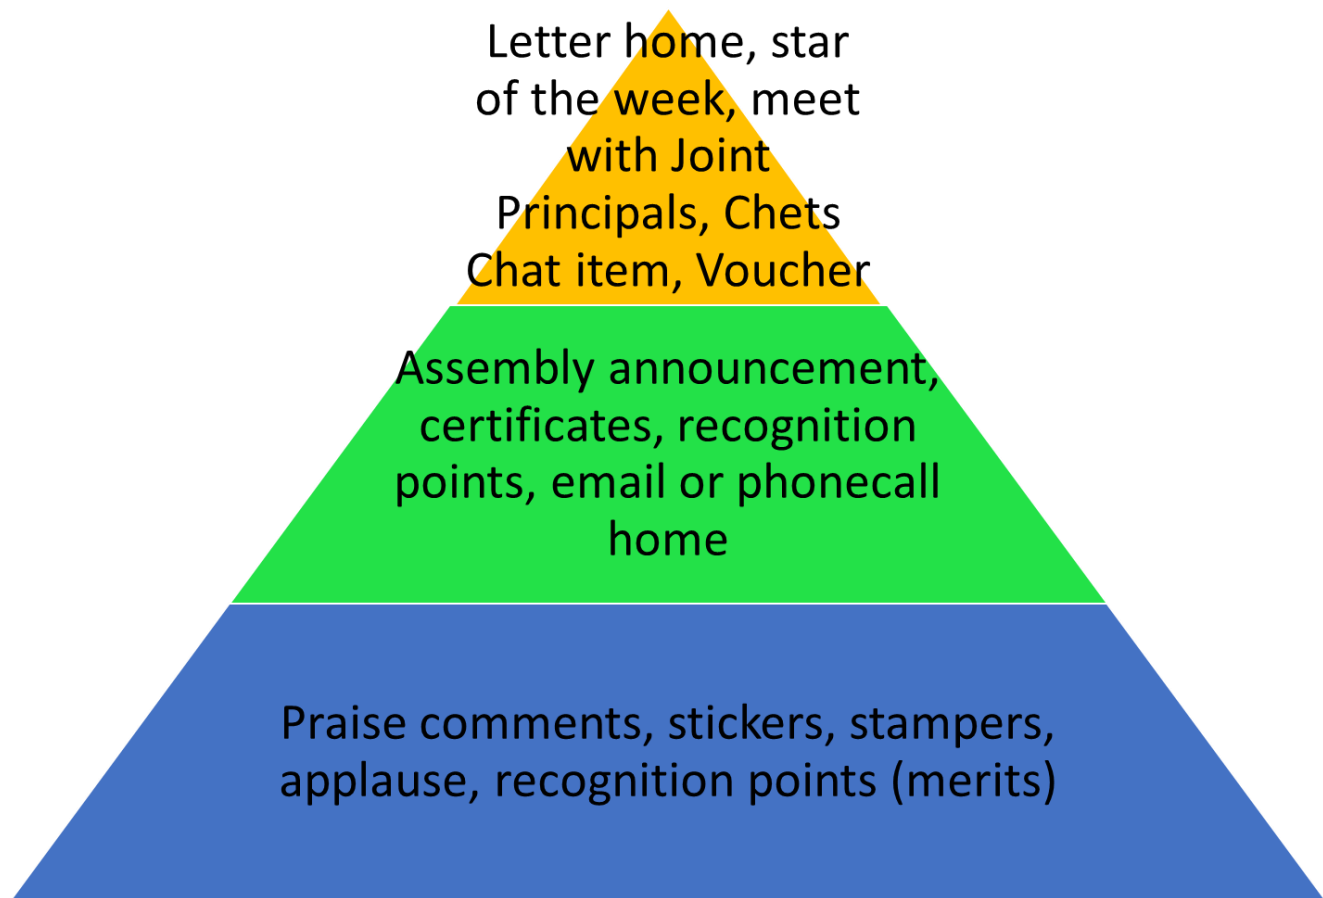 Letter home, star
of the week, meet
with Joint
Principals, Chets
Chat item, Voucher
Assembly announcement,
certificates, recognition
points, email or phonecall
home
Praise comments, stickers, stampers,
applause, recognition points (merits)